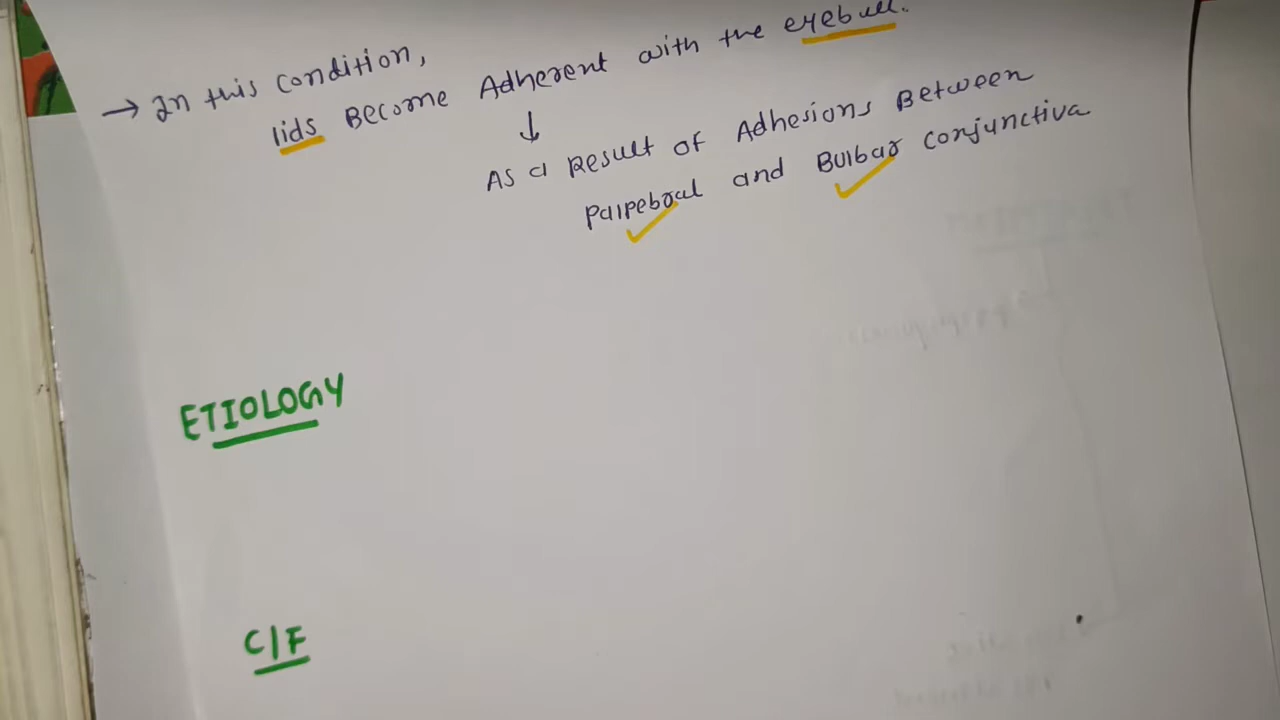 → In this condition,
lids Become Adherent with the eyeball.
↓
As a Result of Adhesions Between
Palpebral and Bulbar conjunctiva
ETIOLOGY
C/F